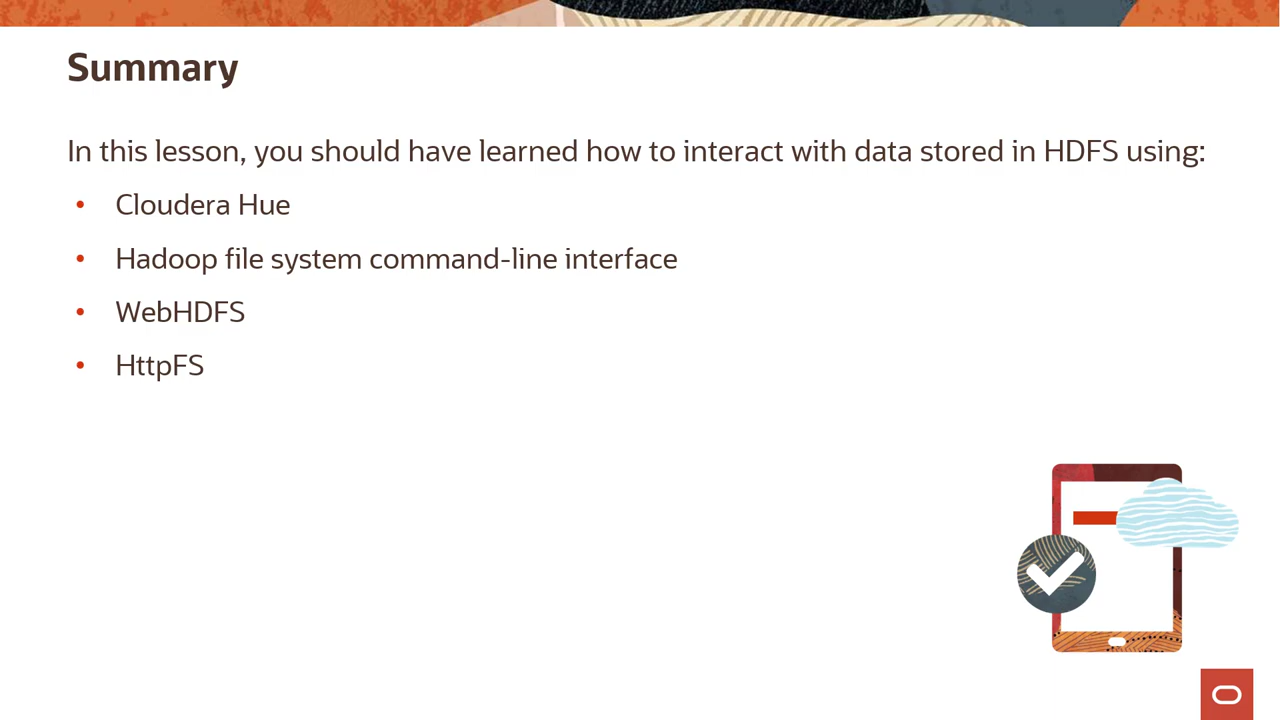 Summary
In this lesson, you should have learned how to interact with data stored in HDFS using:
• Cloudera Hue
• Hadoop file system command-line interface
• WebHDFS
• HttpFS